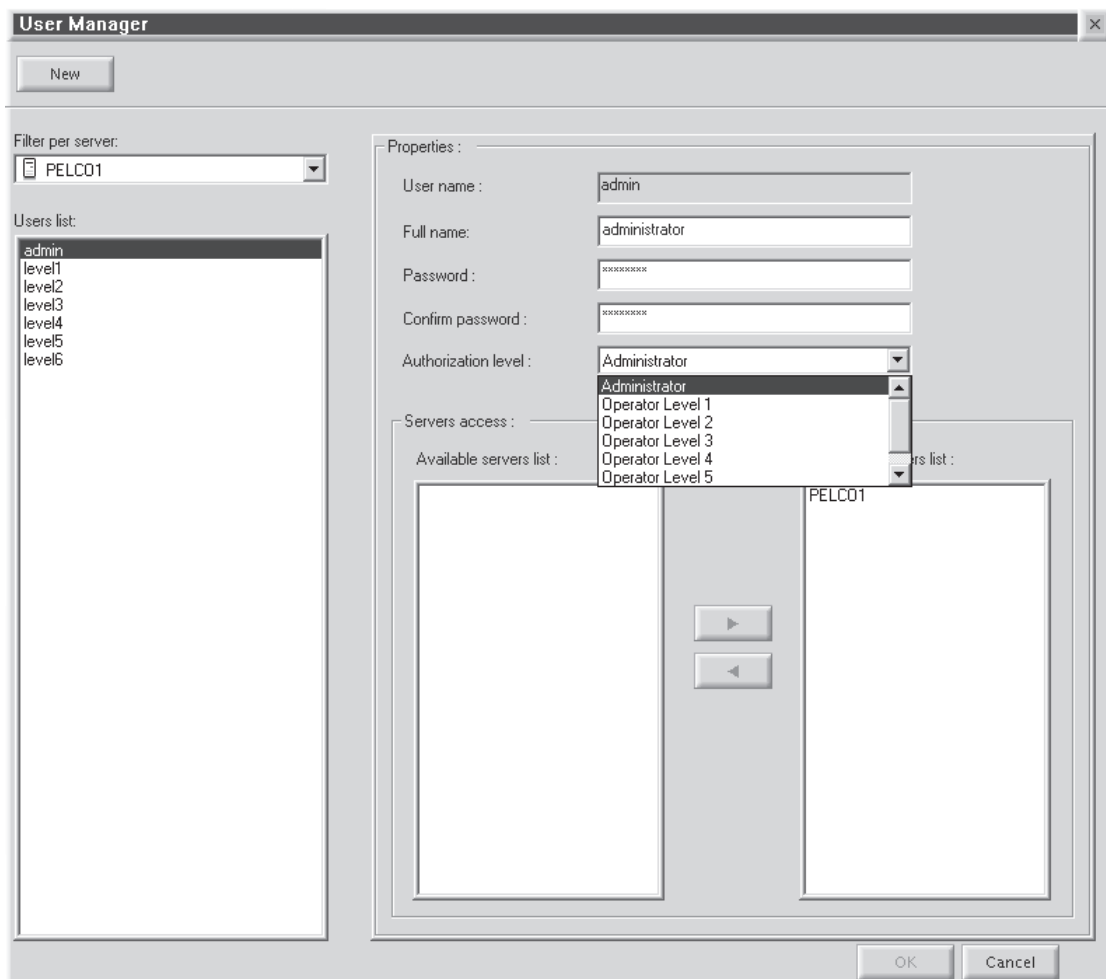 User Manager
New
Filter per server:
PELCO1
Users list:
admin
level1
level2
level3
level4
level5
level6
Properties :
User name :
admin
Full name:
administrator
Password :
********
Confirm password :
********
Authorization level :
Administrator
Administrator
Operator Level 1
Operator Level 2
Operator Level 3
Operator Level 4
Operator Level 5
Servers access :
Available servers list :
rs list :
PELCO1
OK
Cancel